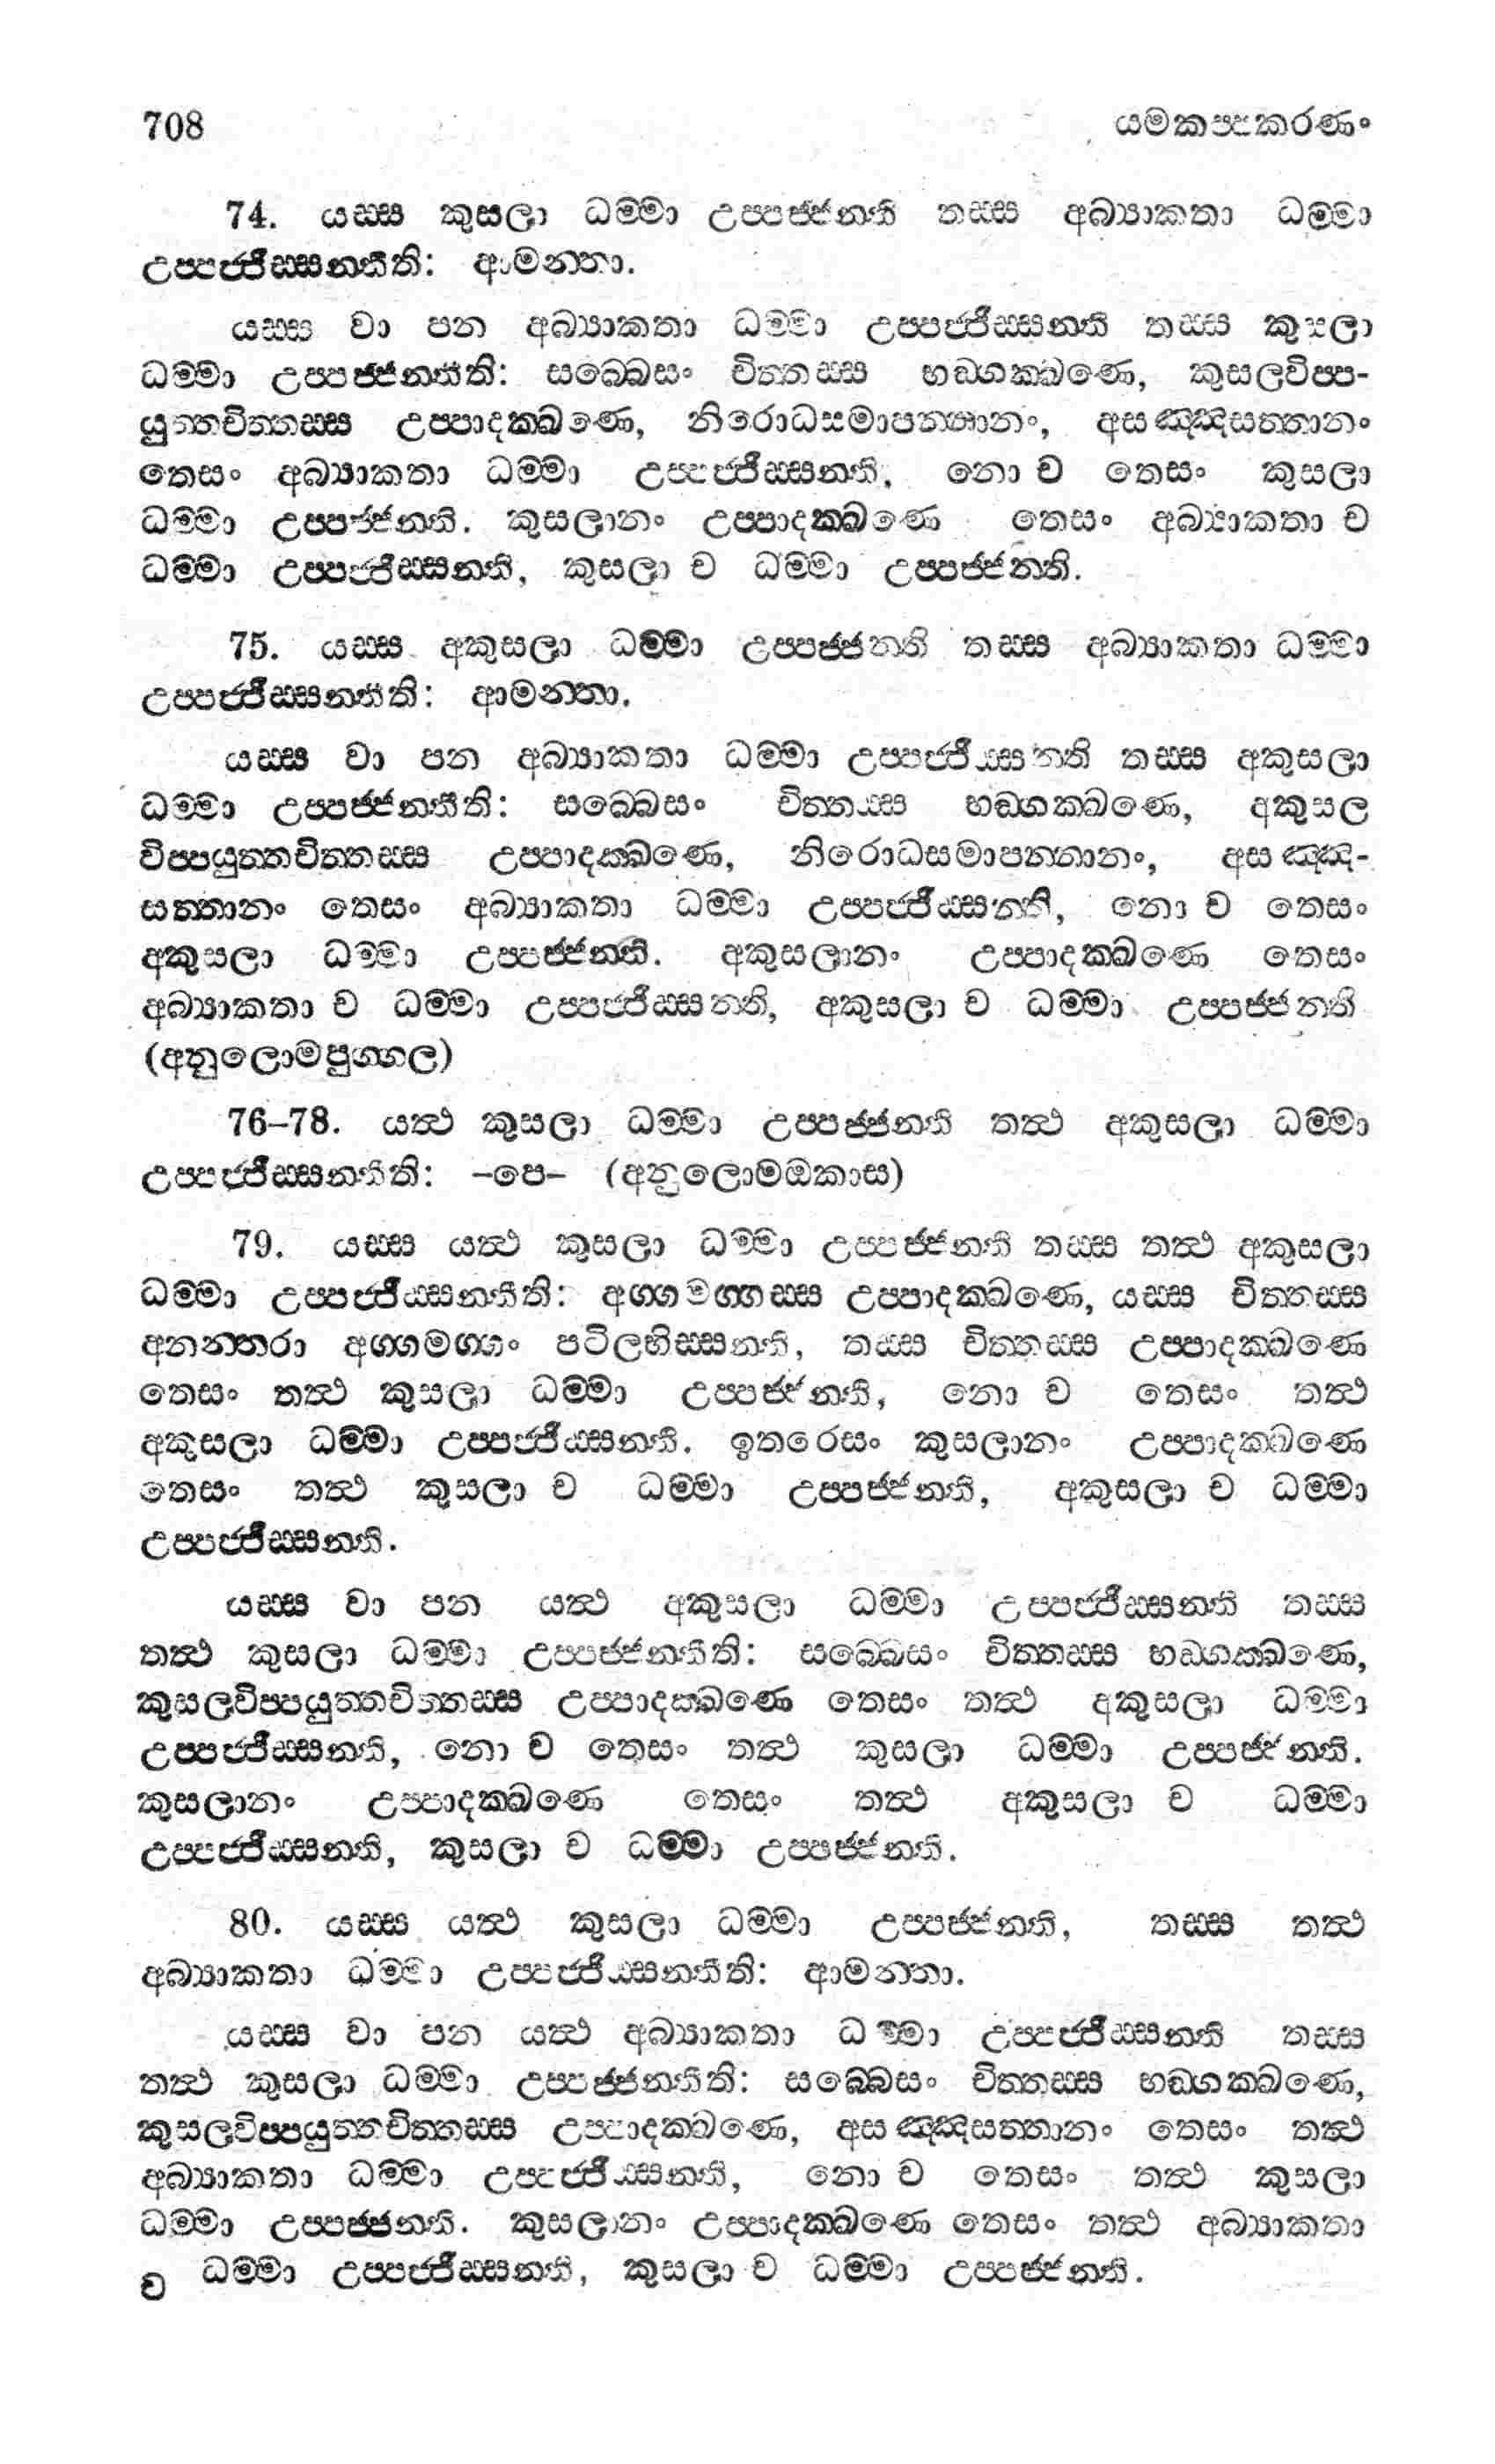 708 යමකප්පකරණං
74. යස්ස කුසලා ධම්මා උප්පජ්ජන්ති තස්ස අබ්‍යාකතා ධම්මා
උප්පජ්ජිස්සන්තීති: ආමන්තා.
යස්ස වා පන අබ්‍යාකතා ධම්මා උප්පජ්ජිස්සන්ති තස්ස කුසලා
ධම්මා උප්පජ්ජන්තීති: සබ්බෙසං චිත්තස්ස භඞ්ගක්ඛණෙ, කුසලවිප්ප-
යුත්තචිත්තස්ස උප්පාදක්ඛණෙ, නිරොධසමාපන්නානං, අසඤ්ඤසත්තානං
තෙසං අබ්‍යාකතා ධම්මා උප්පජ්ජිස්සන්ති, නො ච තෙසං කුසලා
ධම්මා උප්පජ්ජන්ති. කුසලානං උප්පාදක්ඛණෙ තෙසං අබ්‍යාකතා ච
ධම්මා උප්පජ්ජිස්සන්ති, කුසලා ච ධම්මා උප්පජ්ජන්ති.
75. යස්ස අකුසලා ධම්මා උප්පජ්ජන්ති තස්ස අබ්‍යාකතා ධම්මා
උප්පජ්ජිස්සන්තීති: ආමන්තා.
යස්ස වා පන අබ්‍යාකතා ධම්මා උප්පජ්ජිස්සන්ති තස්ස අකුසලා
ධම්මා උප්පජ්ජන්තීති: සබ්බෙසං චිත්තස්ස භඞ්ගක්ඛණෙ, අකුසල
විප්පයුත්තචිත්තස්ස උප්පාදක්ඛණෙ, නිරොධසමාපන්නානං, අසඤ්ඤ-
සත්තානං තෙසං අබ්‍යාකතා ධම්මා උප්පජ්ජිස්සන්ති, නො ච තෙසං
අකුසලා ධම්මා උප්පජ්ජන්ති. අකුසලානං උප්පාදක්ඛණෙ තෙසං
අබ්‍යාකතා ච ධම්මා උප්පජ්ජිස්සන්ති, අකුසලා ච ධම්මා උප්පජ්ජන්ති
(අනුලොමපුග්ගල)
76–78. යත්ථ කුසලා ධම්මා උප්පජ්ජන්ති තත්ථ අකුසලා ධම්මා
උප්පජ්ජිස්සන්තීති: –පෙ– (අනුලොමඔකාස)
79. යස්ස යත්ථ කුසලා ධම්මා උප්පජ්ජන්ති තස්ස තත්ථ අකුසලා
ධම්මා උප්පජ්ජිස්සන්තීති: අග්ගමග්ගස්ස උප්පාදක්ඛණෙ, යස්ස චිත්තස්ස
අනන්තරා අග්ගමග්ගං පටිලභිස්සන්ති, තස්ස චිත්තස්ස උප්පාදක්ඛණෙ
තෙසං තත්ථ කුසලා ධම්මා උප්පජ්ජන්ති, නො ච තෙසං තත්ථ
අකුසලා ධම්මා උප්පජ්ජිස්සන්ති. ඉතරෙසං කුසලානං උප්පාදක්ඛණෙ
තෙසං තත්ථ කුසලා ච ධම්මා උප්පජ්ජන්ති, අකුසලා ච ධම්මා
උප්පජ්ජිස්සන්ති.
යස්ස වා පන යත්ථ අකුසලා ධම්මා උප්පජ්ජිස්සන්ති තස්ස
තත්ථ කුසලා ධම්මා උප්පජ්ජන්තීති: සබ්බෙසං චිත්තස්ස භඞ්ගක්ඛණෙ,
කුසලවිප්පයුත්තචිත්තස්ස උප්පාදක්ඛණෙ තෙසං තත්ථ අකුසලා ධම්මා
උප්පජ්ජිස්සන්ති, නො ච තෙසං තත්ථ කුසලා ධම්මා උප්පජ්ජන්ති.
කුසලානං උප්පාදක්ඛණෙ තෙසං තත්ථ අකුසලා ච ධම්මා
උප්පජ්ජිස්සන්ති, කුසලා ච ධම්මා උප්පජ්ජන්ති.
80. යස්ස යත්ථ කුසලා ධම්මා උප්පජ්ජන්ති, තස්ස තත්ථ
අබ්‍යාකතා ධම්මා උප්පජ්ජිස්සන්තීති: ආමන්තා.
යස්ස වා පන යත්ථ අබ්‍යාකතා ධම්මා උප්පජ්ජිස්සන්ති තස්ස
තත්ථ කුසලා ධම්මා උප්පජ්ජන්තීති: සබ්බෙසං චිත්තස්ස භඞ්ගක්ඛණෙ,
කුසලවිප්පයුත්තචිත්තස්ස උප්පාදක්ඛණෙ, අසඤ්ඤසත්තානං තෙසං තත්ථ
අබ්‍යාකතා ධම්මා උප්පජ්ජිස්සන්ති, නො ච තෙසං තත්ථ කුසලා
ධම්මා උප්පජ්ජන්ති. කුසලානං උප්පාදක්ඛණෙ තෙසං තත්ථ අබ්‍යාකතා
ච ධම්මා උප්පජ්ජිස්සන්ති, කුසලා ච ධම්මා උප්පජ්ජන්ති.